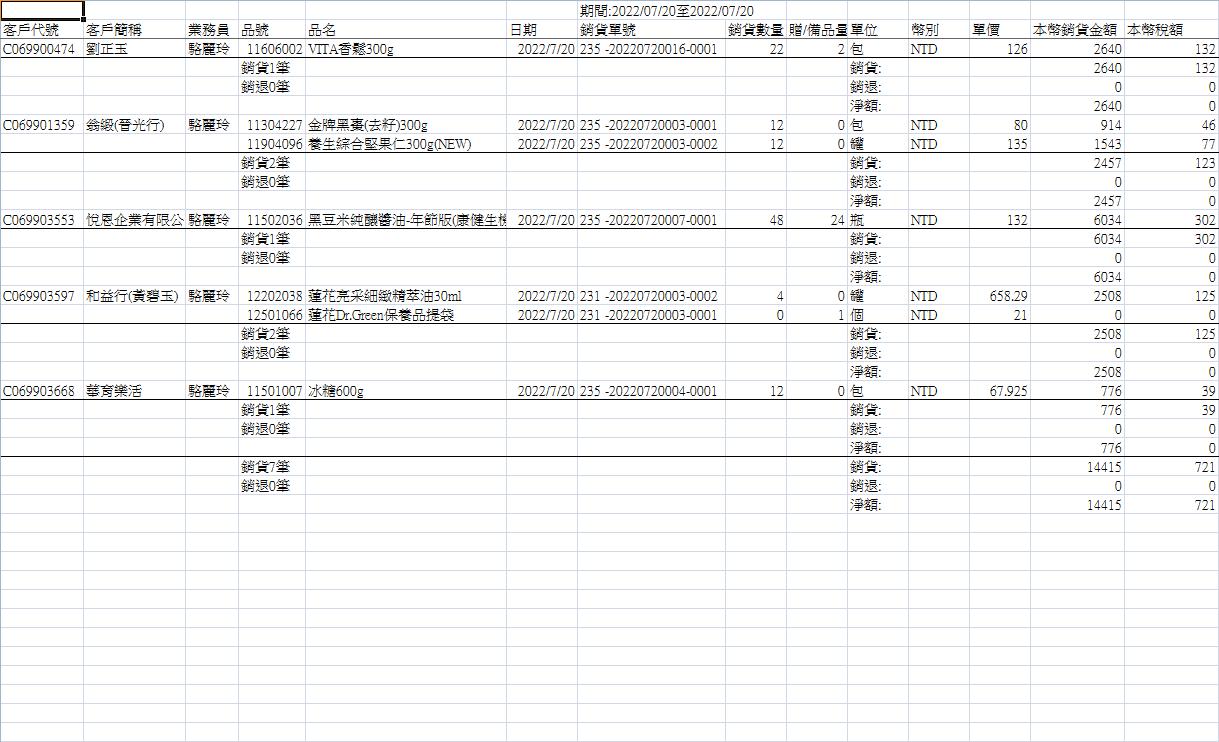 期間:2022/07/20至2022/07/20
客戶代號 客戶簡稱 業務員 品號 品名 日期 銷貨單號 銷貨數量 贈/備品量 單位 幣別 單價 本幣銷貨金額 本幣稅額
C069900474 劉正玉 駱麗玲 11606002 VITA香鬆300g 2022/7/20 235 -20220720016-0001 22 2 包 NTD 126 2640 132
銷貨1筆 銷貨: 2640 132
銷退0筆 銷退: 0 0
淨額: 2640 0
C069901359 翁緞(晉光行) 駱麗玲 11304227 金牌黑棗(去籽)300g 2022/7/20 235 -20220720003-0001 12 0 包 NTD 80 914 46
11904096 養生綜合堅果仁300g(NEW) 2022/7/20 235 -20220720003-0002 12 0 罐 NTD 135 1543 77
銷貨2筆 銷貨: 2457 123
銷退0筆 銷退: 0 0
淨額: 2457 0
C069903553 悅恩企業有限公 駱麗玲 11502036 黑豆米純釀醬油-年節版(康健生機 2022/7/20 235 -20220720007-0001 48 24 瓶 NTD 132 6034 302
銷貨1筆 銷貨: 6034 302
銷退0筆 銷退: 0 0
淨額: 6034 0
C069903597 和益行(黃碧玉) 駱麗玲 12202038 蓮花亮采細緻精萃油30ml 2022/7/20 231 -20220720003-0002 4 0 罐 NTD 658.29 2508 125
12501066 蓮花Dr.Green保養品提袋 2022/7/20 231 -20220720003-0001 0 1 個 NTD 21 0 0
銷貨2筆 銷貨: 2508 125
銷退0筆 銷退: 0 0
淨額: 2508 0
C069903668 華育樂活 駱麗玲 11501007 冰糖600g 2022/7/20 235 -20220720004-0001 12 0 包 NTD 67.925 776 39
銷貨1筆 銷貨: 776 39
銷退0筆 銷退: 0 0
淨額: 776 0
銷貨7筆 銷貨: 14415 721
銷退0筆 銷退: 0 0
淨額: 14415 721